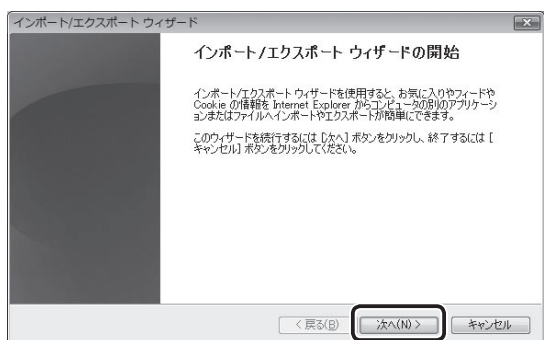 インポート/エクスポート ウィザード
インポート/エクスポート ウィザードの開始
インポート/エクスポート ウィザードを使用すると、お気に入りやフィードや
Cookie の情報を Internet Explorer からコンピュータの別のアプリケーシ
ョンまたはファイルへインポートやエクスポートが簡単にできます。
このウィザードを続行するには [次へ] ボタンをクリックし、終了するには [
キャンセル] ボタンをクリックしてください。
< 戻る(B) 次へ(N) > キャンセル